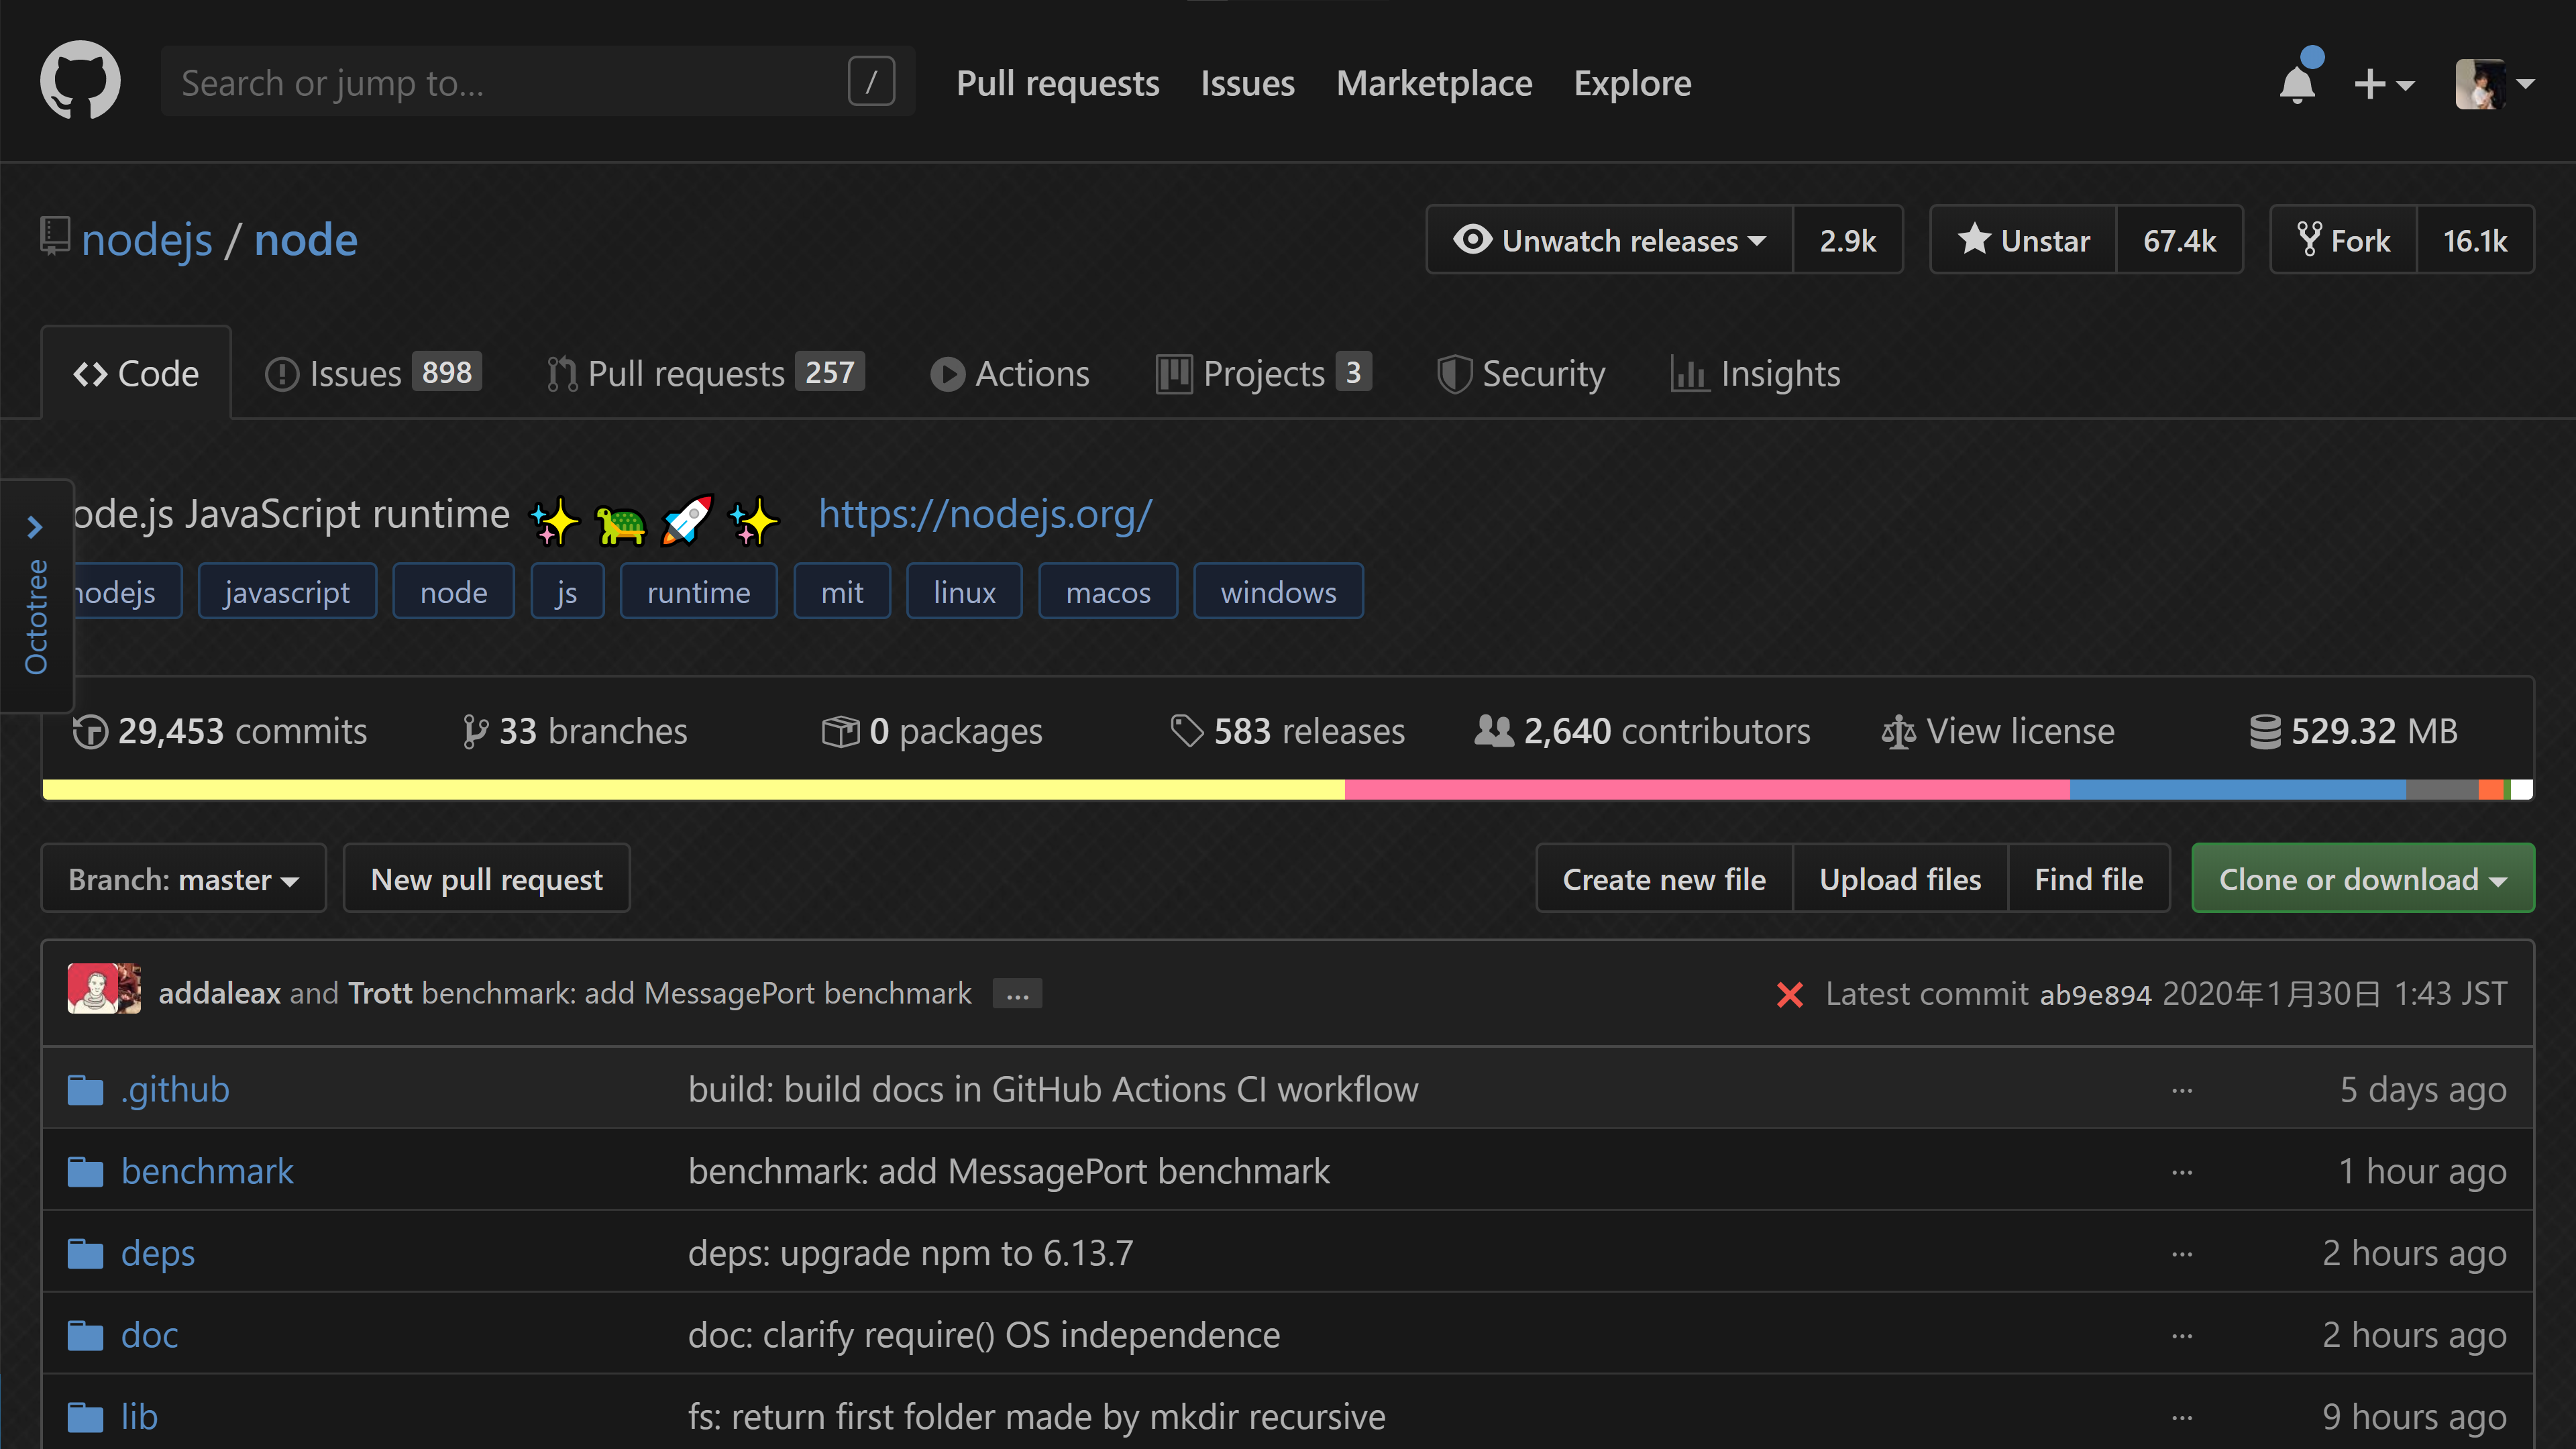 Search or jump to... /
Pull requests Issues Marketplace Explore
nodejs / node
Unwatch releases 2.9k Unstar 67.4k Fork 16.1k
Code Issues 898 Pull requests 257 Actions Projects 3 Security Insights
ode.js JavaScript runtime ✨ 🐢 🚀 ✨ https://nodejs.org/
Octotree
nodejs javascript node js runtime mit linux macos windows
29,453 commits 33 branches 0 packages 583 releases 2,640 contributors View license 529.32 MB
Branch: master New pull request Create new file Upload files Find file Clone or download
addaleax and Trott benchmark: add MessagePort benchmark ... Latest commit ab9e894 2020年1月30日 1:43 JST
.github build: build docs in GitHub Actions CI workflow ... 5 days ago
benchmark benchmark: add MessagePort benchmark ... 1 hour ago
deps deps: upgrade npm to 6.13.7 ... 2 hours ago
doc doc: clarify require() OS independence ... 2 hours ago
lib fs: return first folder made by mkdir recursive ... 9 hours ago